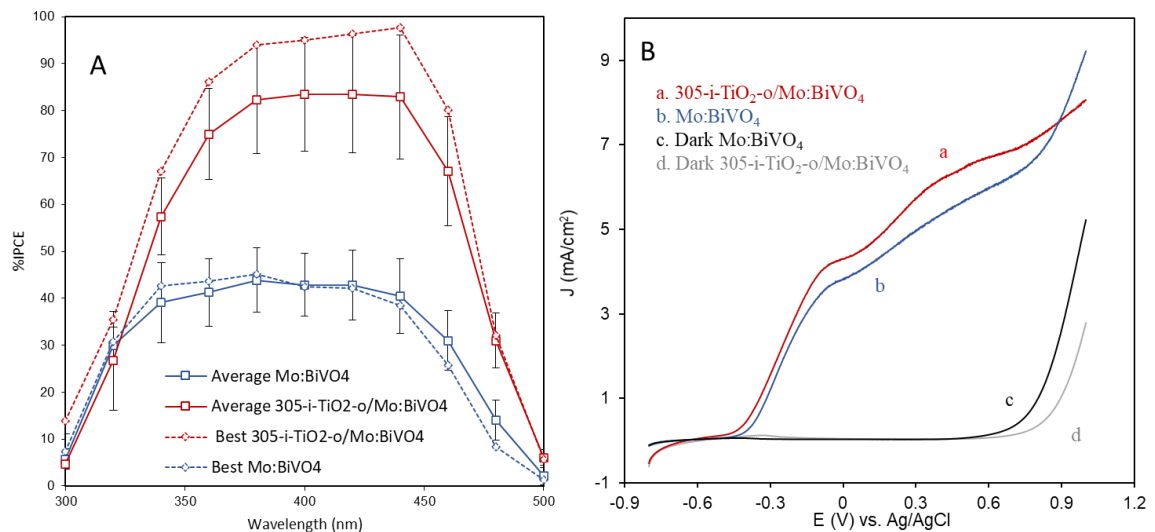 A
100
90
80
70
60
50
40
30
20
10
0
%IPCE
300
350
400
450
500
Wavelength (nm)
Average Mo:BiVO4
Average 305-i-TiO2-o/Mo:BiVO4
Best 305-i-TiO2-o/Mo:BiVO4
Best Mo:BiVO4
B
a. 305-i-TiO₂-o/Mo:BiVO₄
b. Mo:BiVO₄
c. Dark Mo:BiVO₄
d. Dark 305-i-TiO₂-o/Mo:BiVO₄
a
b
c
d
9
7
5
3
1
-1
J (mA/cm²)
-0.9
-0.6
-0.3
0
0.3
0.6
0.9
1.2
E (V) vs. Ag/AgCl